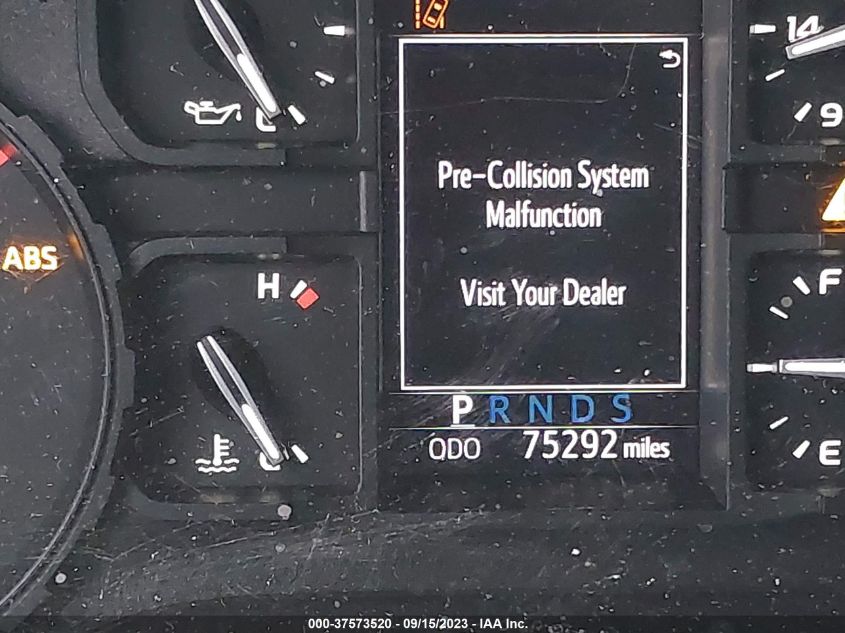 14
9
Pre-Collision System
Malfunction
Visit Your Dealer
ABS
H
F
P R N D S
ODO 75292 miles
E
000-37573520 - 09/15/2023 - IAA Inc.